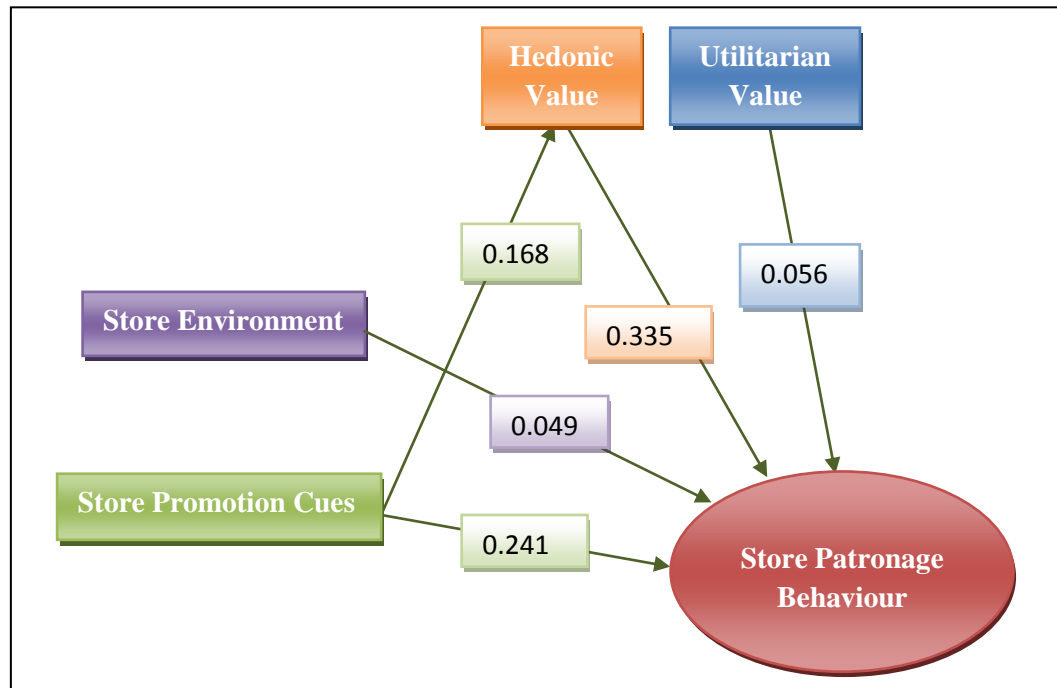 Hedonic
Value
Utilitarian
Value
0.168
0.056
Store Environment
0.335
0.049
Store Promotion Cues
0.241
Store Patronage
Behaviour